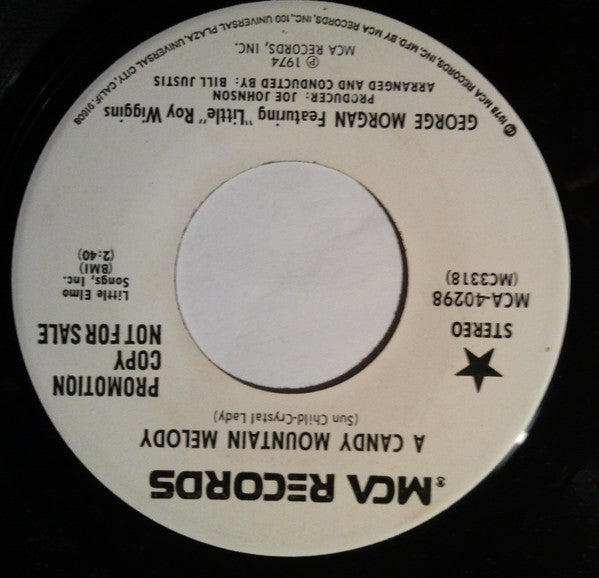 MCA RECORDS®
A CANDY MOUNTAIN MELODY
(Sun Child-Crystal Lady)
★
STEREO
MCA-40298
(MC3318)
PROMOTION
COPY
NOT FOR SALE
Little Elmo
Songs, Inc.
(BMI)
(2:40)
GEORGE MORGAN Featuring "Little" Roy Wiggins
PRODUCER: JOE JOHNSON
ARRANGED AND CONDUCTED BY: BILL JUSTIS
℗ 1974
MCA RECORDS, INC.
MCA RECORDS, INC. MFD. BY MCA RECORDS, INC., 100 UNIVERSAL CITY PLAZA, UNIVERSAL CITY, CALIF. 91608